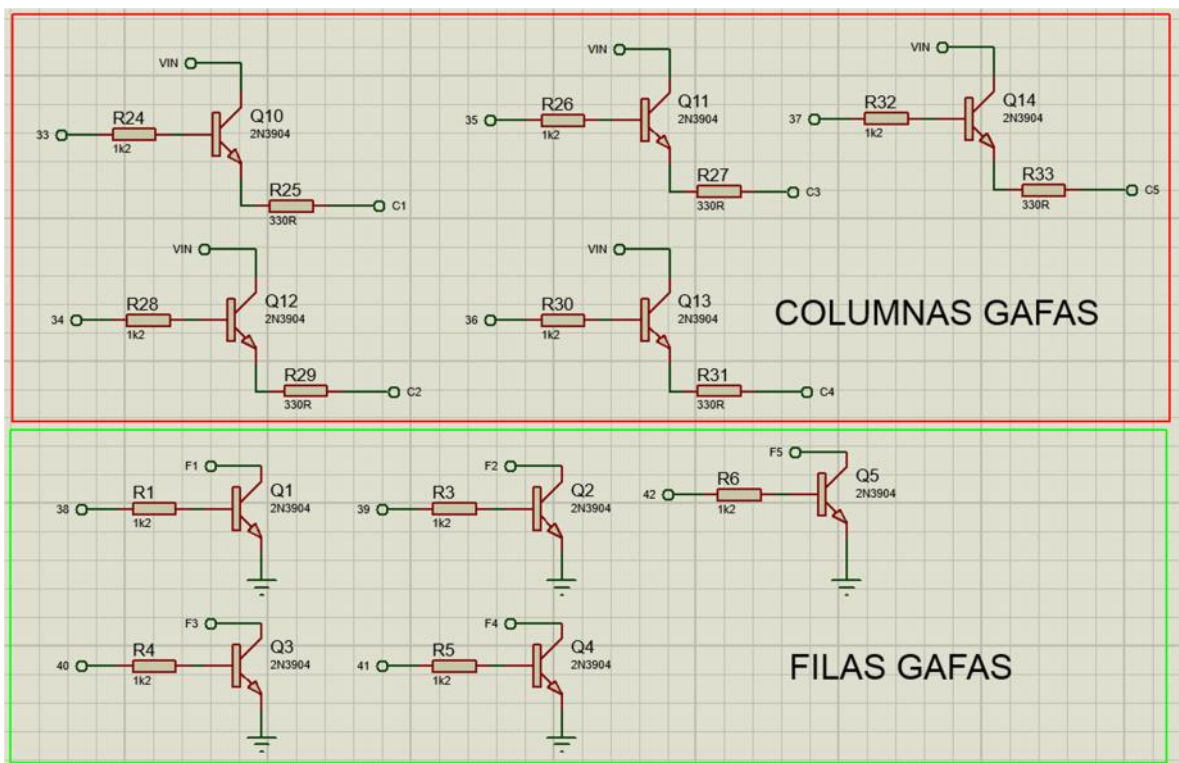 VIN
33
R24
1k2
Q10
2N3904
R25
330R
C1
VIN
35
R26
1k2
Q11
2N3904
R27
330R
C3
VIN
37
R32
1k2
Q14
2N3904
R33
330R
C5
VIN
34
R28
1k2
Q12
2N3904
R29
330R
C2
VIN
36
R30
1k2
Q13
2N3904
R31
330R
C4
COLUMNAS GAFAS
F1
38
R1
1k2
Q1
2N3904
F2
39
R3
1k2
Q2
2N3904
F5
42
R6
1k2
Q5
2N3904
F3
40
R4
1k2
Q3
2N3904
F4
41
R5
1k2
Q4
2N3904
FILAS GAFAS